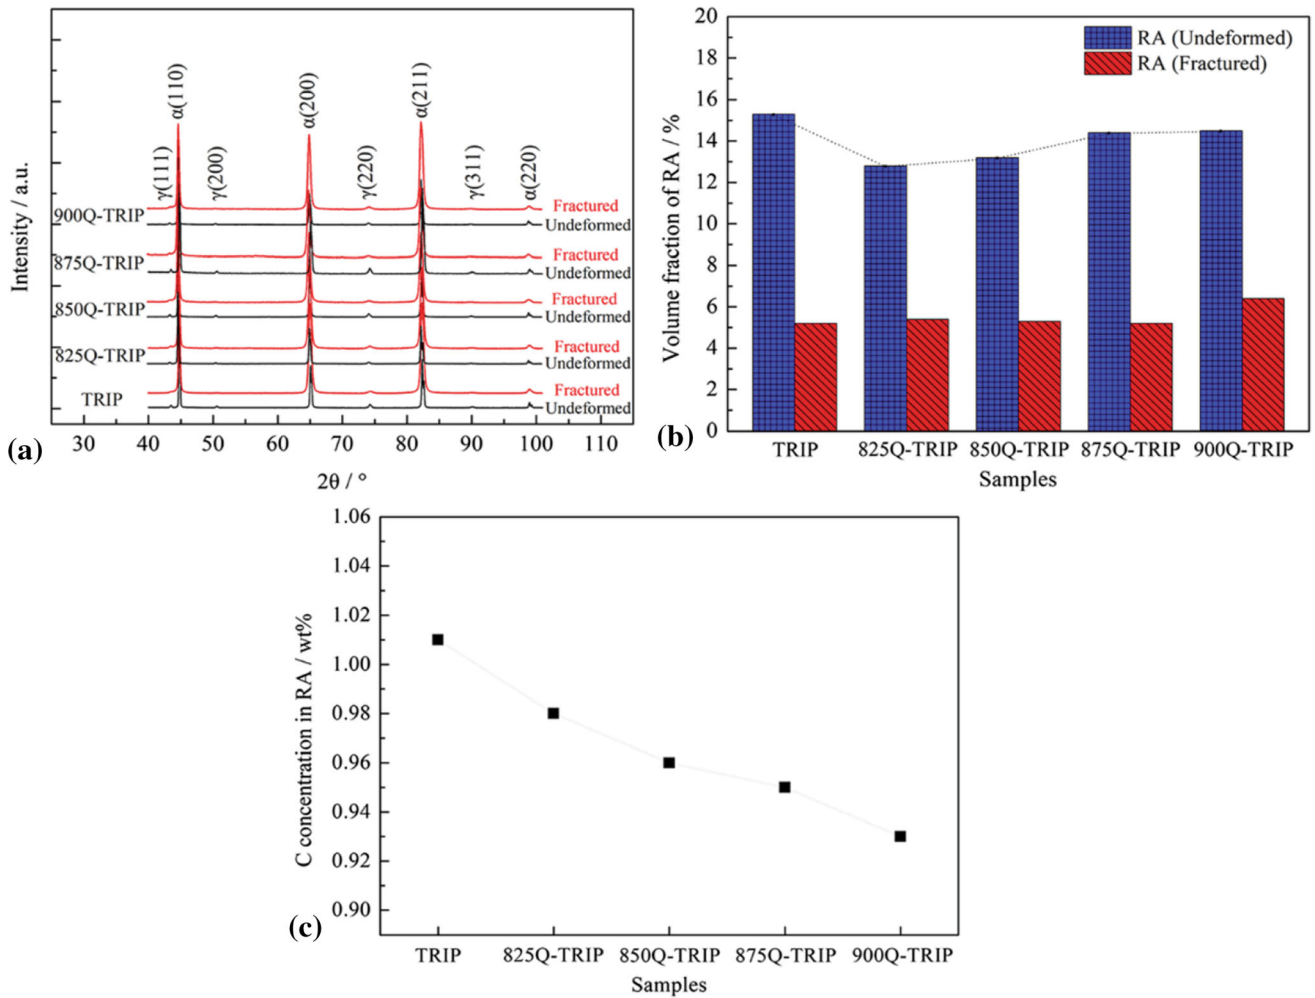 α(110)
α(200)
α(211)
γ(111)
γ(200)
γ(220)
γ(311)
α(220)
Intensity / a.u.
900Q-TRIP
Fractured
Undeformed
875Q-TRIP
Fractured
Undeformed
850Q-TRIP
Fractured
Undeformed
825Q-TRIP
Fractured
Undeformed
TRIP
Fractured
Undeformed
30 40 50 60 70 80 90 100 110
2θ / °
(a)
20
18
16
14
12
10
8
6
4
2
0
Volume fraction of RA / %
RA (Undeformed)
RA (Fractured)
TRIP 825Q-TRIP 850Q-TRIP 875Q-TRIP 900Q-TRIP
Samples
(b)
1.06
1.04
1.02
1.00
0.98
0.96
0.94
0.92
0.90
C concentration in RA / wt%
TRIP 825Q-TRIP 850Q-TRIP 875Q-TRIP 900Q-TRIP
Samples
(c)